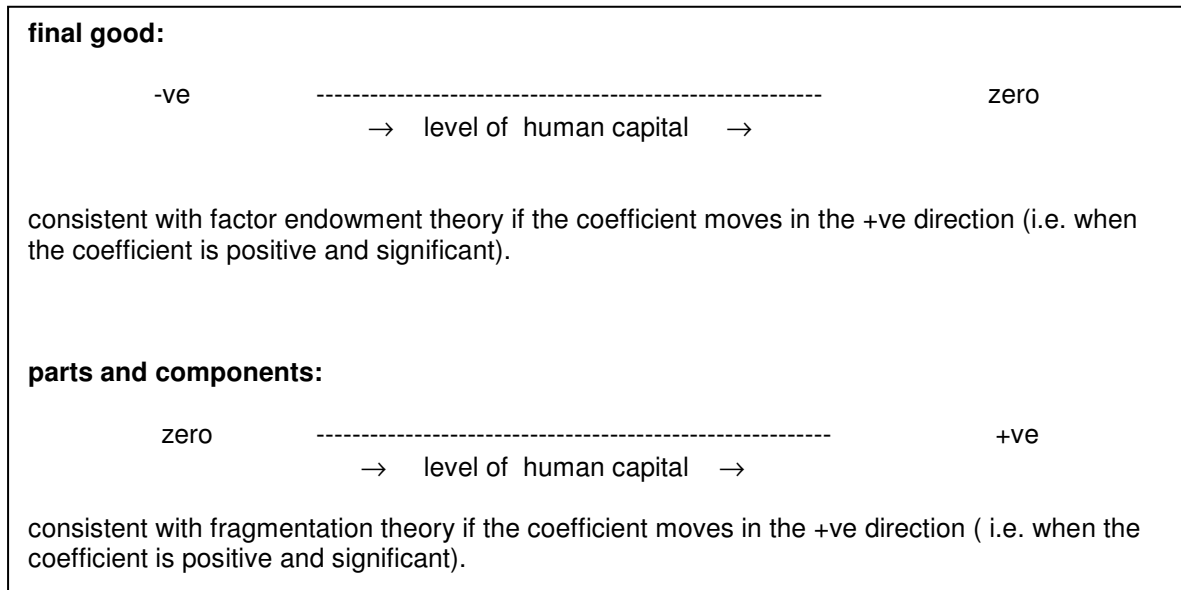 final good:
-ve -------------------------------------------------------- zero
→ level of human capital →
consistent with factor endowment theory if the coefficient moves in the +ve direction (i.e. when
the coefficient is positive and significant).
parts and components:
zero --------------------------------------------------------- +ve
→ level of human capital →
consistent with fragmentation theory if the coefficient moves in the +ve direction ( i.e. when the
coefficient is positive and significant).